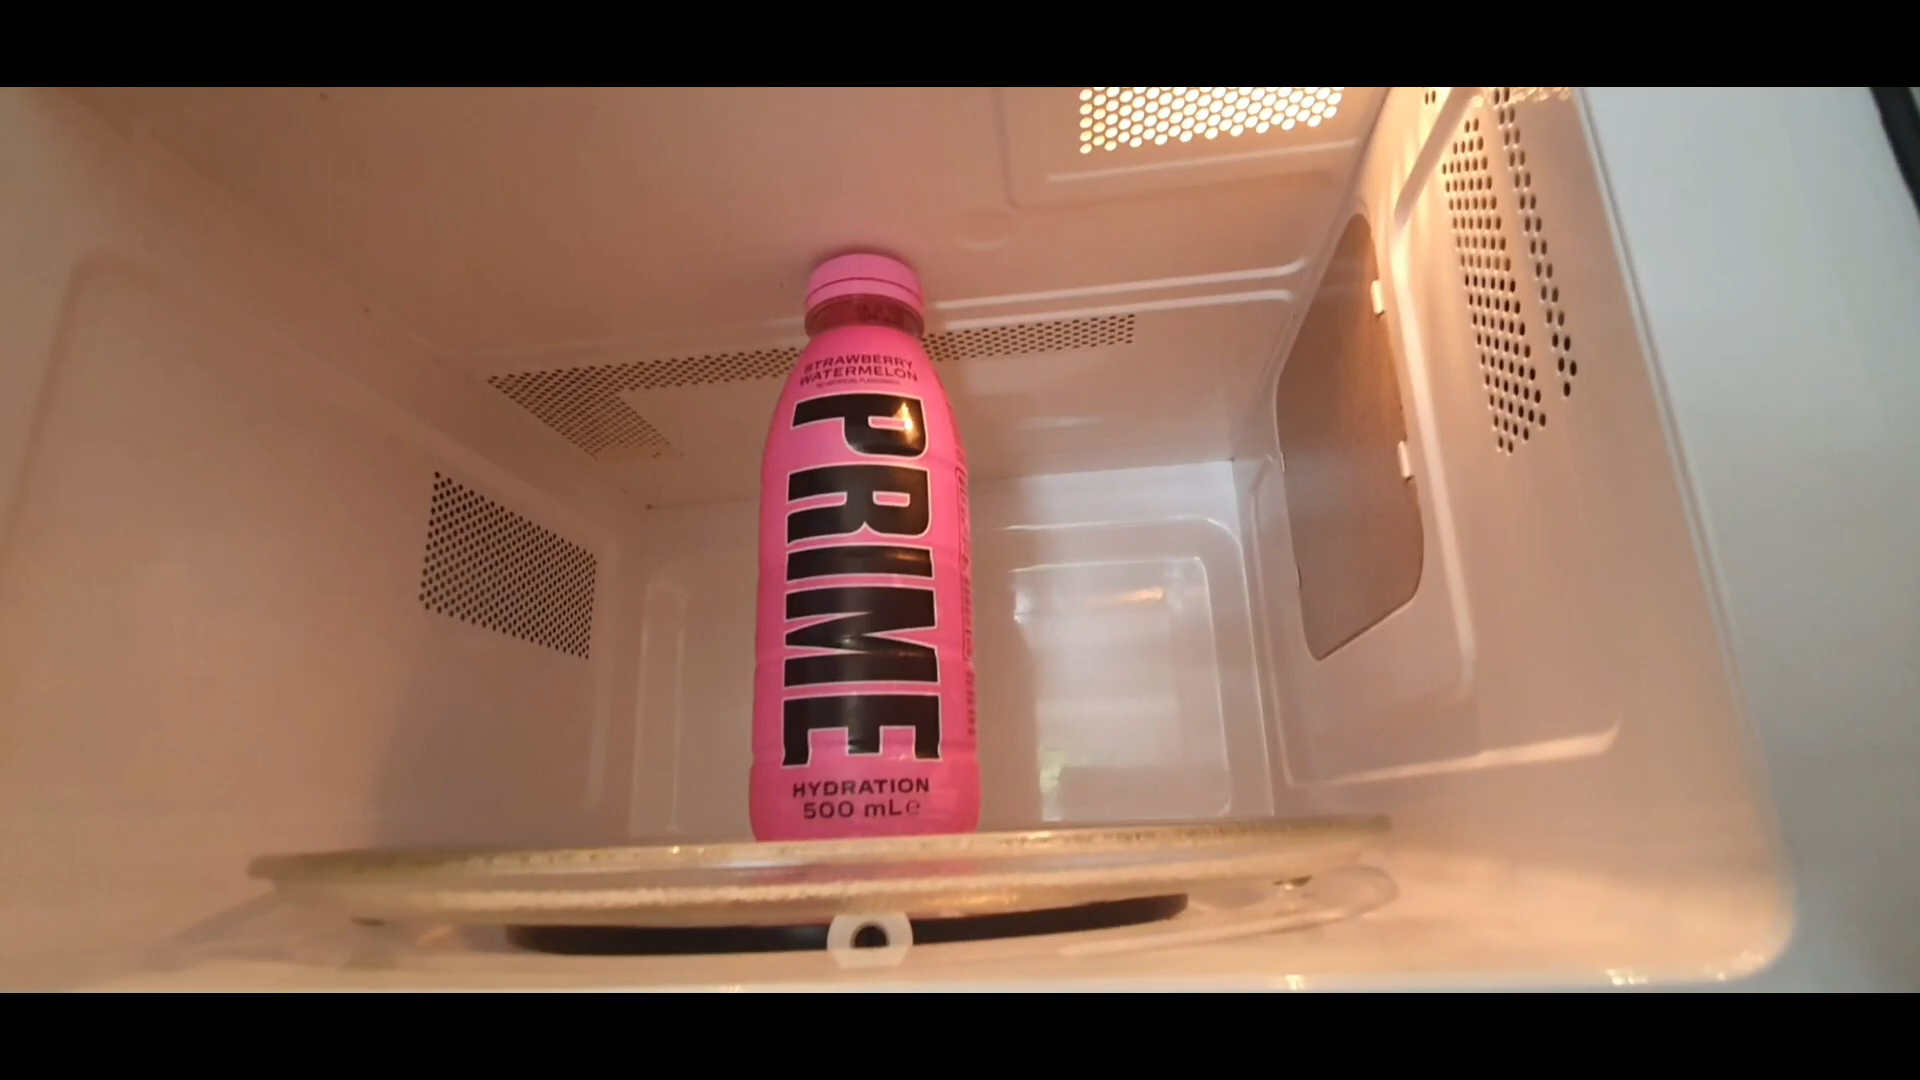 STRAWBERRY
WATERMELON
PRIME
HYDRATION
500 mL℮